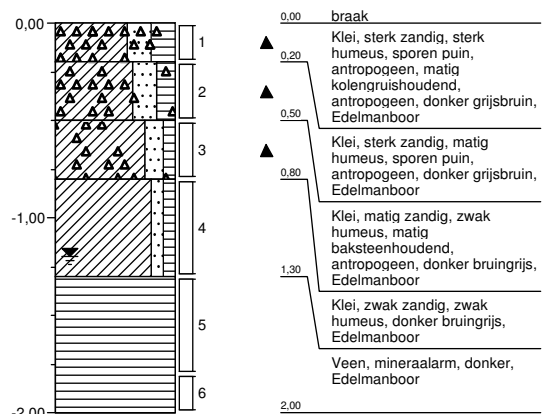 0,00
-1,00
-2,00
1
2
3
4
5
6
0,00
braak
Klei, sterk zandig, sterk
humeus, sporen puin,
antropogeen, matig
kolengruishoudend,
antropogeen, donker grijsbruin,
Edelmanboor
0,20
Klei, sterk zandig, matig
humeus, sporen puin,
antropogeen, donker grijsbruin,
Edelmanboor
0,50
Klei, matig zandig, zwak
humeus, matig
baksteenhoudend,
antropogeen, donker bruingrijs,
Edelmanboor
0,80
Klei, zwak zandig, zwak
humeus, donker bruingrijs,
Edelmanboor
1,30
Veen, mineraalarm, donker,
Edelmanboor
2,00